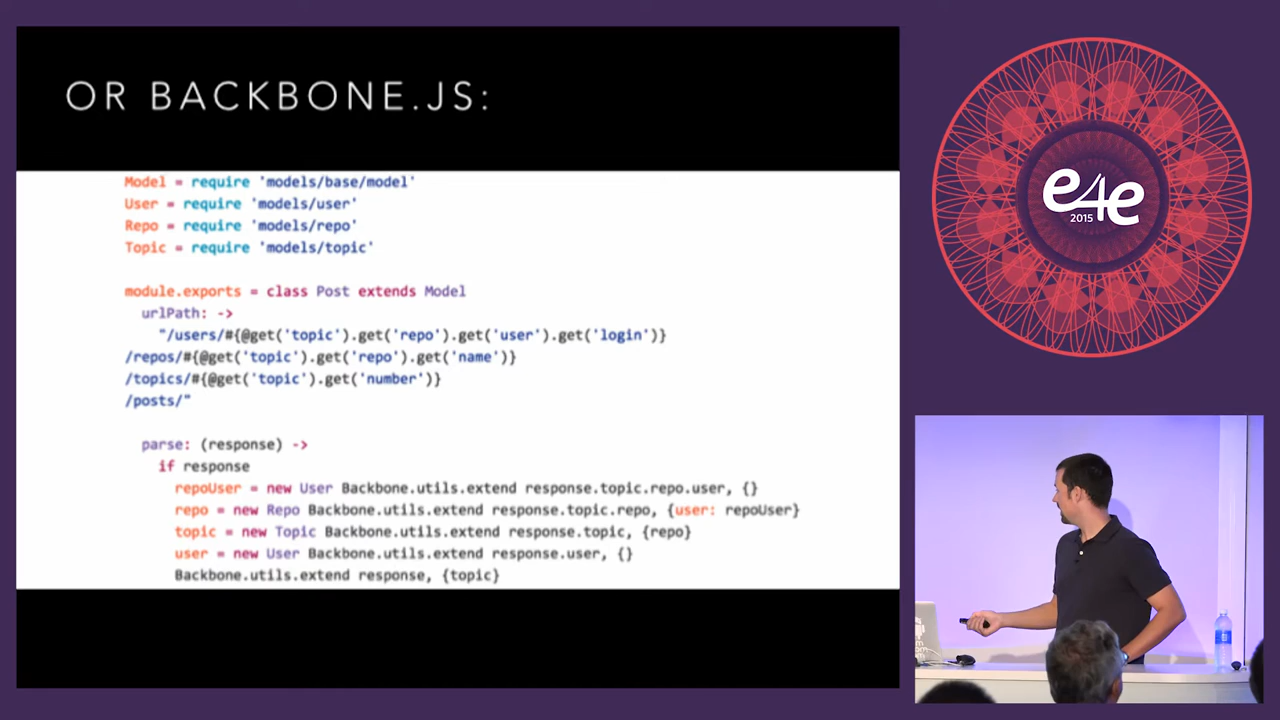 OR BACKBONE.JS:
Model = require 'models/base/model'
User = require 'models/user'
Repo = require 'models/repo'
Topic = require 'models/topic'
module.exports = class Post extends Model
urlPath: ->
"/users/#{@get('topic').get('repo').get('user').get('login')}
/repos/#{@get('topic').get('repo').get('name')}
/topics/#{@get('topic').get('number')}
/posts/"
parse: (response) ->
if response
repoUser = new User Backbone.utils.extend response.topic.repo.user, {}
repo = new Repo Backbone.utils.extend response.topic.repo, {user: repoUser}
topic = new Topic Backbone.utils.extend response.topic, {repo}
user = new User Backbone.utils.extend response.user, {}
Backbone.utils.extend response, {topic}
e4e
2015